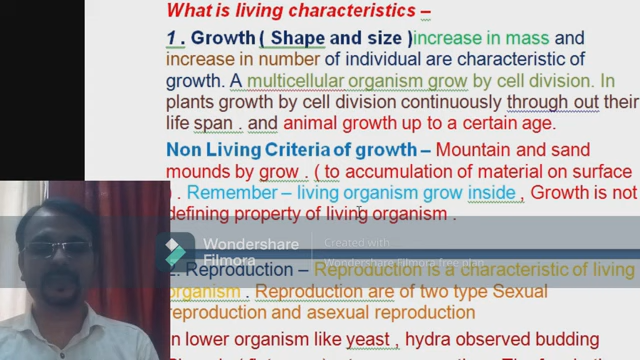 What is living characteristics –
1 . Growth ( Shape and size )increase in mass and
increase in number of individual are characteristic of
growth. A multicellular organism grow by cell division. In
plants growth by cell division continuously through out their
life span . and animal growth up to a certain age.
Non Living Criteria of growth – Mountain and sand
mounds by grow . ( to accumulation of material on surface
) . Remember – living organism grow inside , Growth is not
defining property of living organism .
Wondershare
Filmora
Created with
Wondershare Filmora free plan
2. Reproduction – Reproduction is a characteristic of living
organism . Reproduction are of two type Sexual
reproduction and asexual reproduction
In lower organism like yeast , hydra observed budding